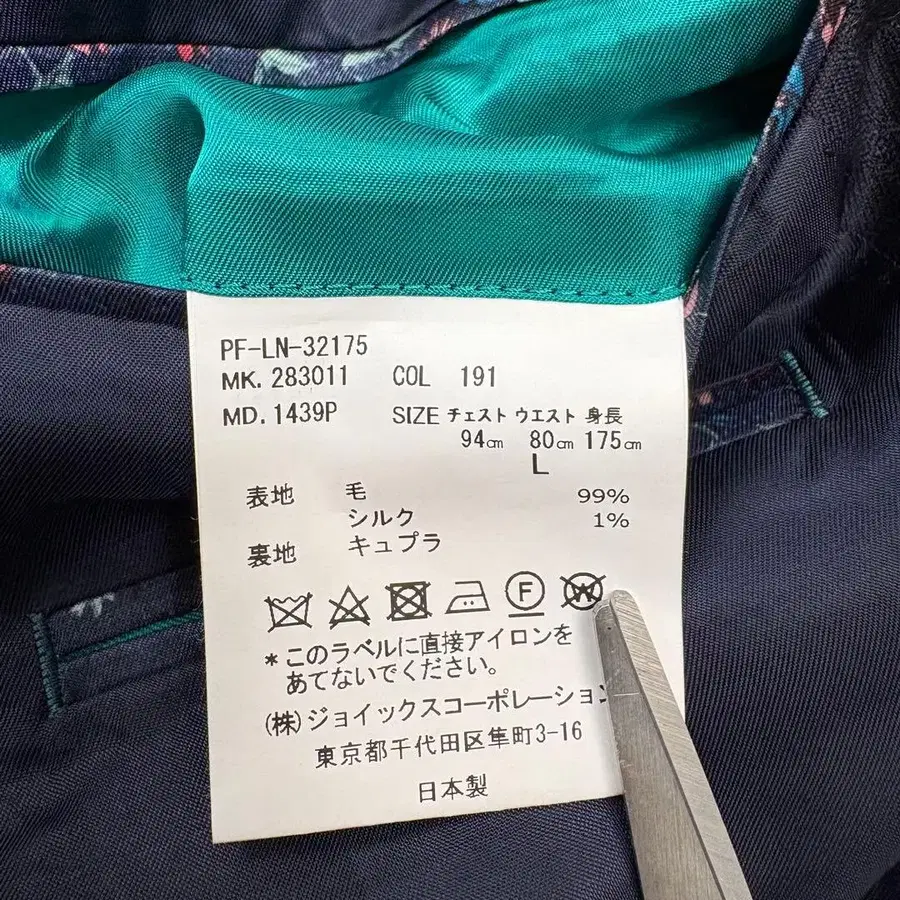 PF-LN-32175
MK. 283011 COL 191
MD. 1439P SIZE チェスト ウエスト 身長
94㎝ 80㎝ 175㎝
L
表地 毛 99%
シルク 1%
裏地 キュプラ
F W
*このラベルに直接アイロンを
あてないでください。
(株)ジョイックスコーポレーション
東京都千代田区隼町3-16
日本製